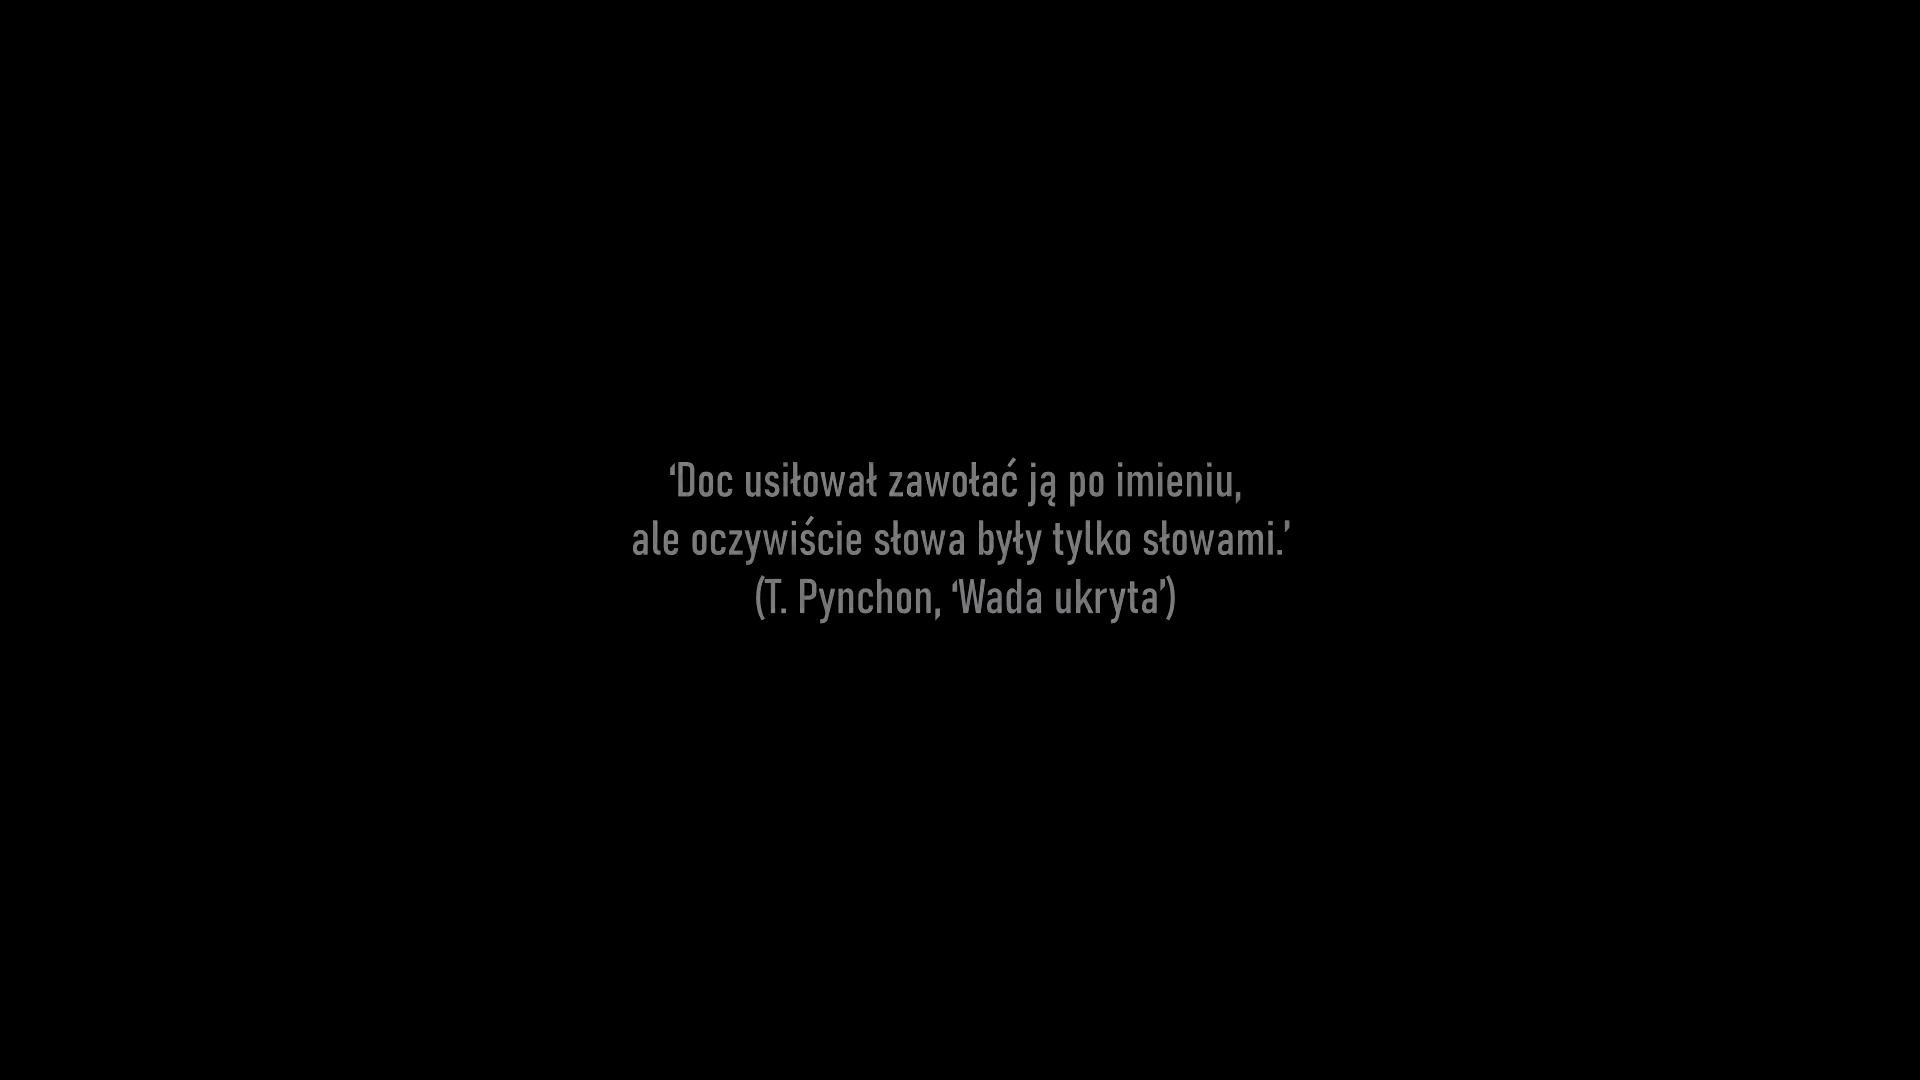 ‘Doc usiłował zawołać ją po imieniu,
ale oczywiście słowa były tylko słowami.’
(T. Pynchon, ‘Wada ukryta’)